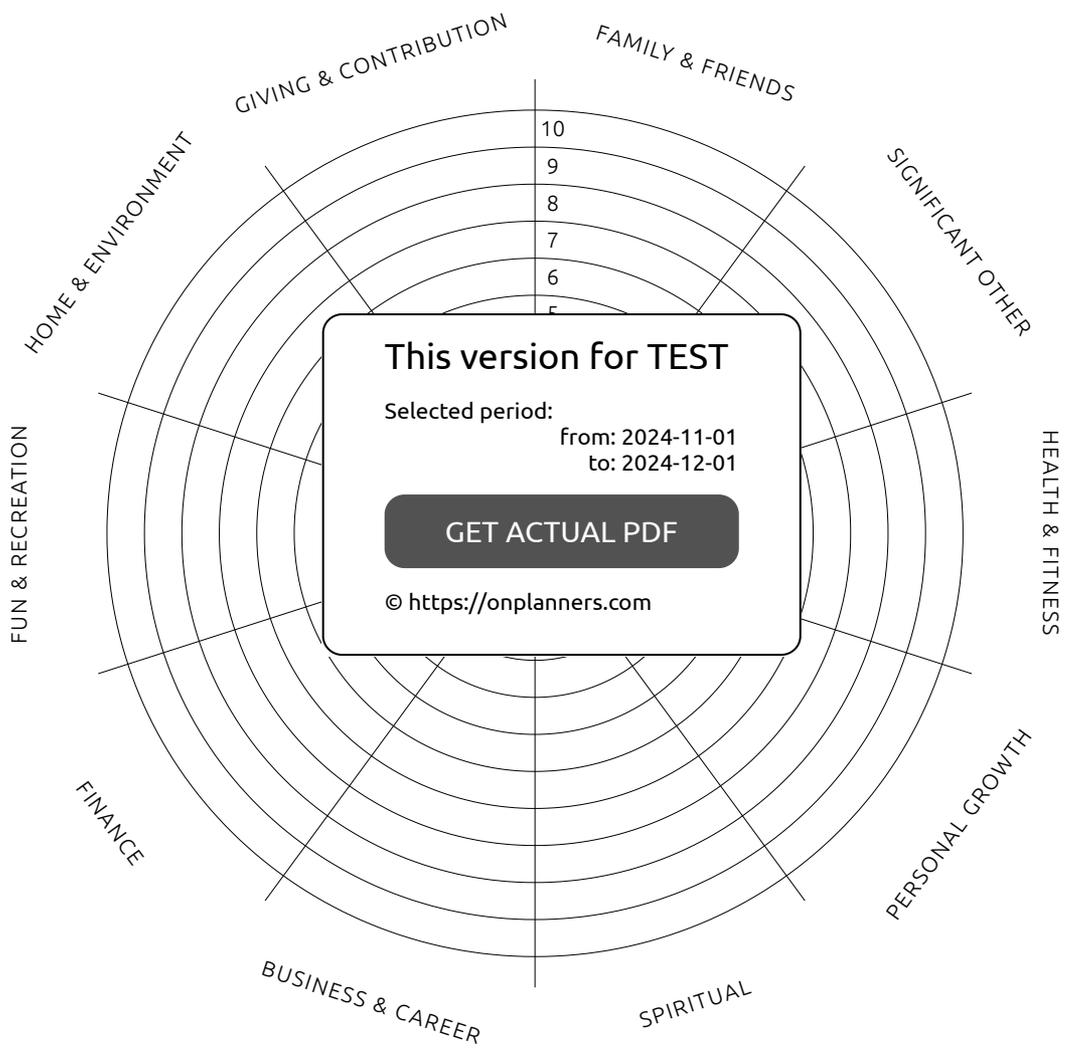 GIVING & CONTRIBUTION
FAMILY & FRIENDS
HOME & ENVIRONMENT
SIGNIFICANT OTHER
10
9
8
7
6
5
This version for TEST
Selected period:
from: 2024-11-01
to: 2024-12-01
GET ACTUAL PDF
© https://onplanners.com
FUN & RECREATION
HEALTH & FITNESS
FINANCE
PERSONAL GROWTH
BUSINESS & CAREER
SPIRITUAL